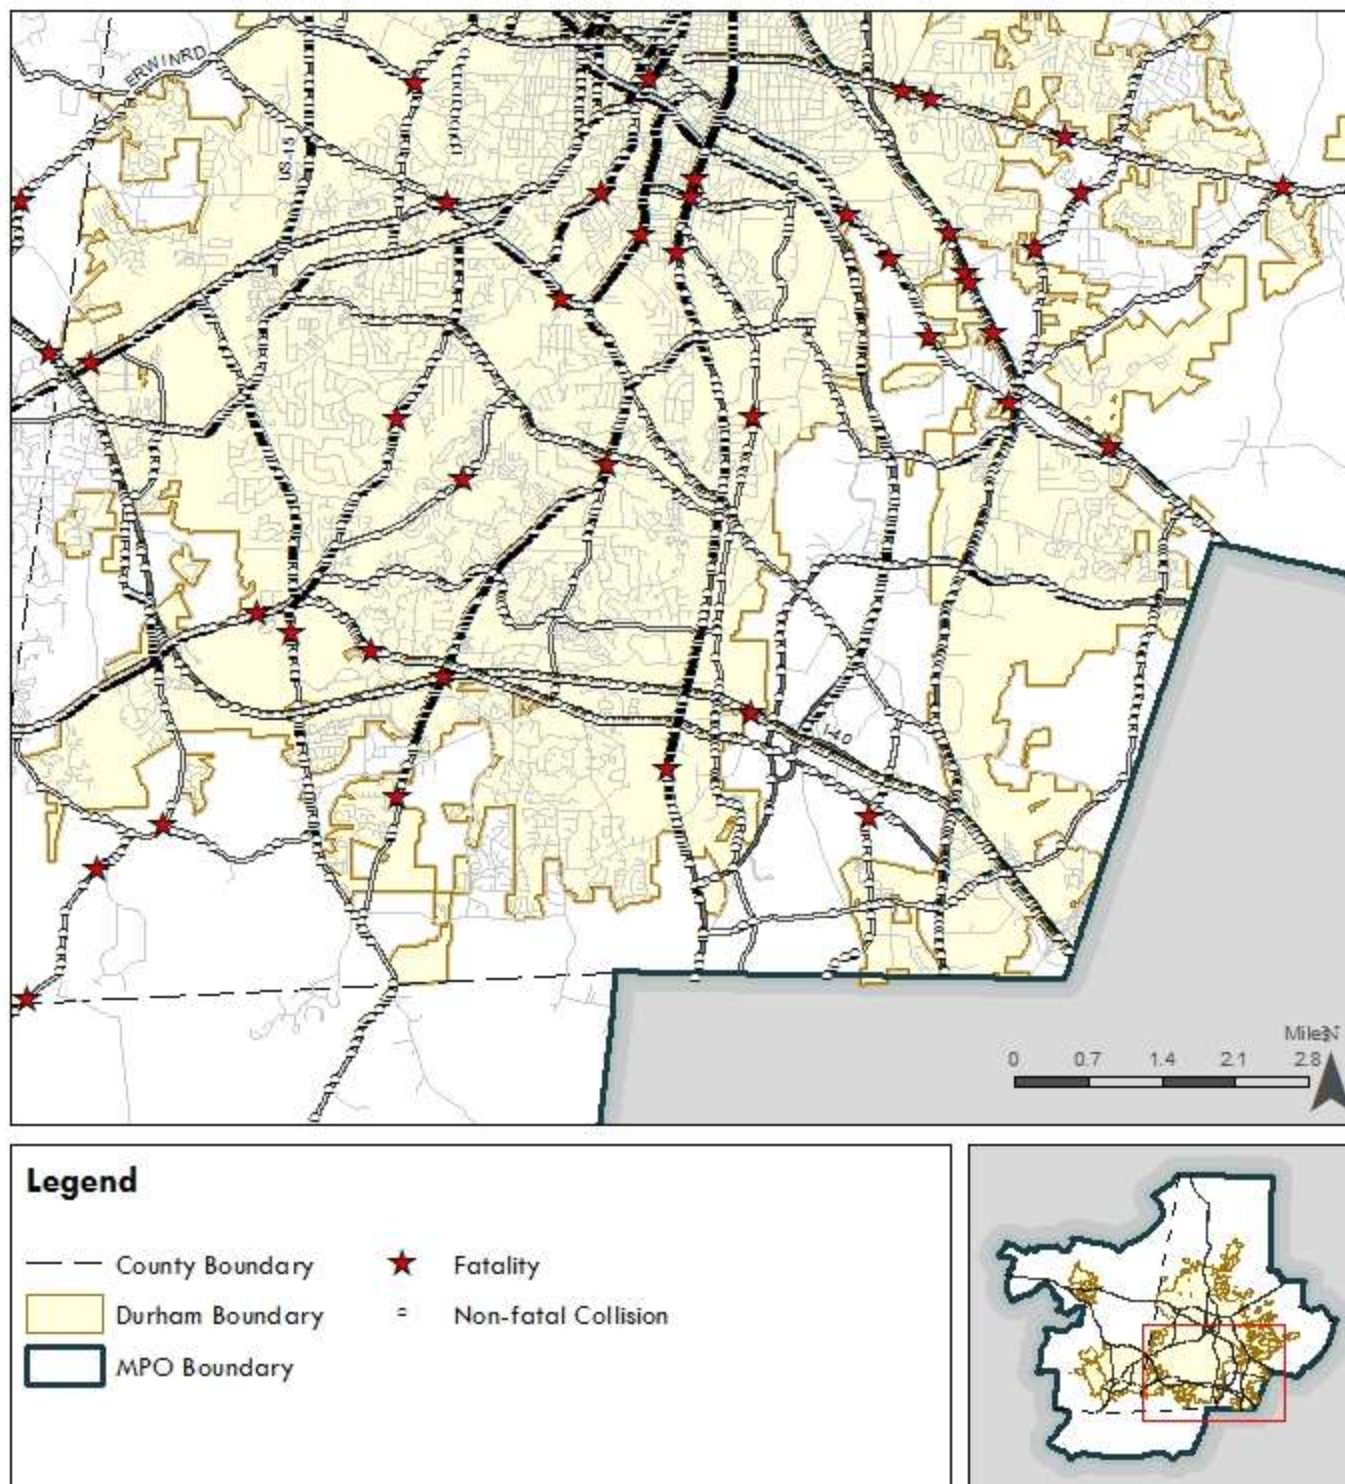 ERWIN RD
US-15
I-40
Miles
N
0 0.7 1.4 2.1 2.8
Legend
County Boundary
Fatality
Durham Boundary
Non-fatal Collision
MPO Boundary